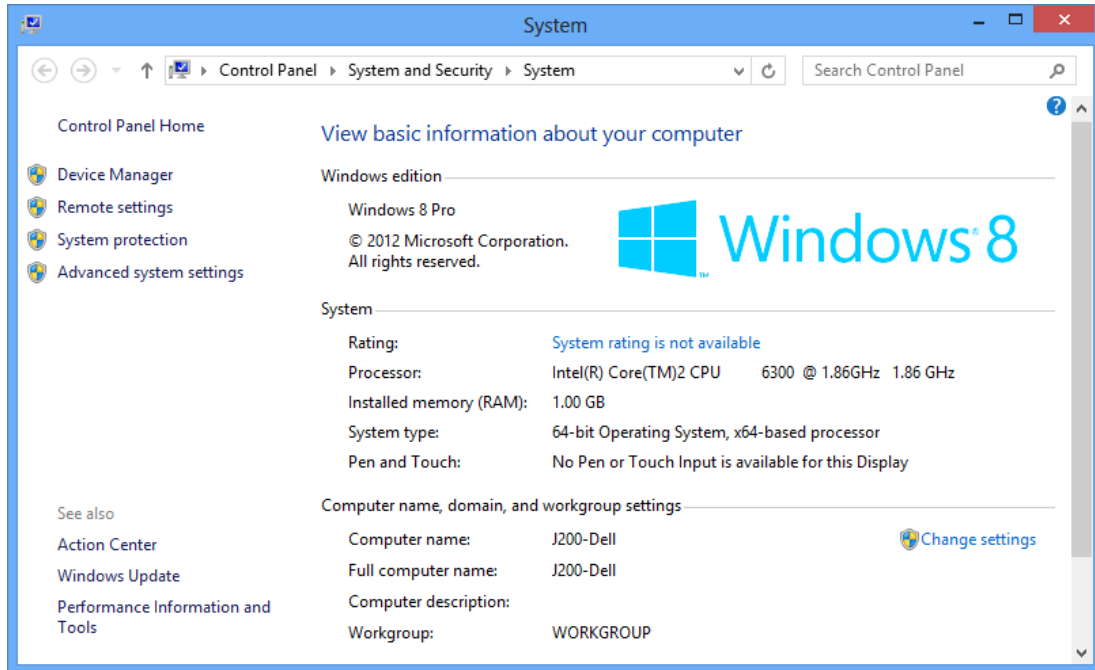 System
Control Panel System and Security System
Search Control Panel
Control Panel Home
Device Manager
Remote settings
System protection
Advanced system settings
See also
Action Center
Windows Update
Performance Information and
Tools
View basic information about your computer
Windows edition
Windows 8 Pro
© 2012 Microsoft Corporation.
All rights reserved.
Windows® 8
TM
System
Rating: System rating is not available
Processor: Intel(R) Core(TM)2 CPU 6300 @ 1.86GHz 1.86 GHz
Installed memory (RAM): 1.00 GB
System type: 64-bit Operating System, x64-based processor
Pen and Touch: No Pen or Touch Input is available for this Display
Computer name, domain, and workgroup settings
Computer name: J200-Dell
Change settings
Full computer name: J200-Dell
Computer description:
Workgroup: WORKGROUP